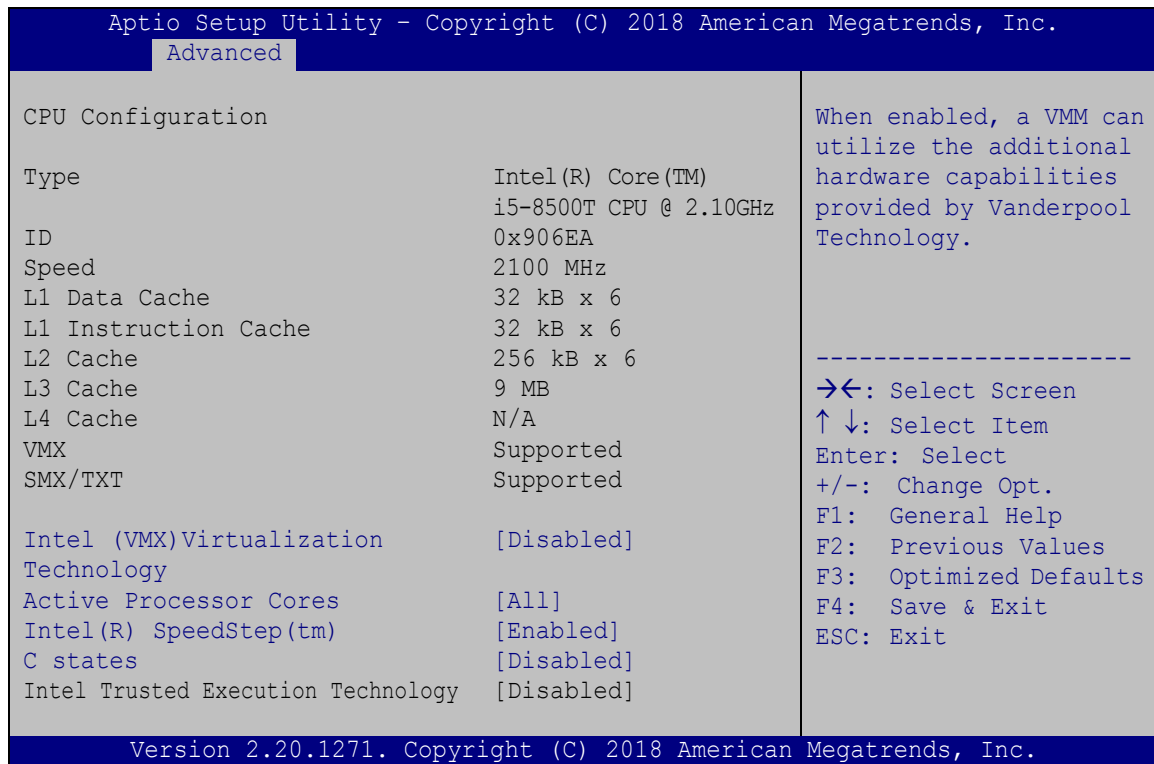 Aptio Setup Utility – Copyright (C) 2018 American Megatrends, Inc.
Advanced
CPU Configuration
Type Intel(R) Core(TM)
i5-8500T CPU @ 2.10GHz
ID 0x906EA
Speed 2100 MHz
L1 Data Cache 32 kB x 6
L1 Instruction Cache 32 kB x 6
L2 Cache 256 kB x 6
L3 Cache 9 MB
L4 Cache N/A
VMX Supported
SMX/TXT Supported
Intel (VMX)Virtualization [Disabled]
Technology
Active Processor Cores [All]
Intel(R) SpeedStep(tm) [Enabled]
C states [Disabled]
Intel Trusted Execution Technology [Disabled]
When enabled, a VMM can
utilize the additional
hardware capabilities
provided by Vanderpool
Technology.
----------------------
→←: Select Screen
↑ ↓: Select Item
Enter: Select
+/-: Change Opt.
F1: General Help
F2: Previous Values
F3: Optimized Defaults
F4: Save & Exit
ESC: Exit
Version 2.20.1271. Copyright (C) 2018 American Megatrends, Inc.